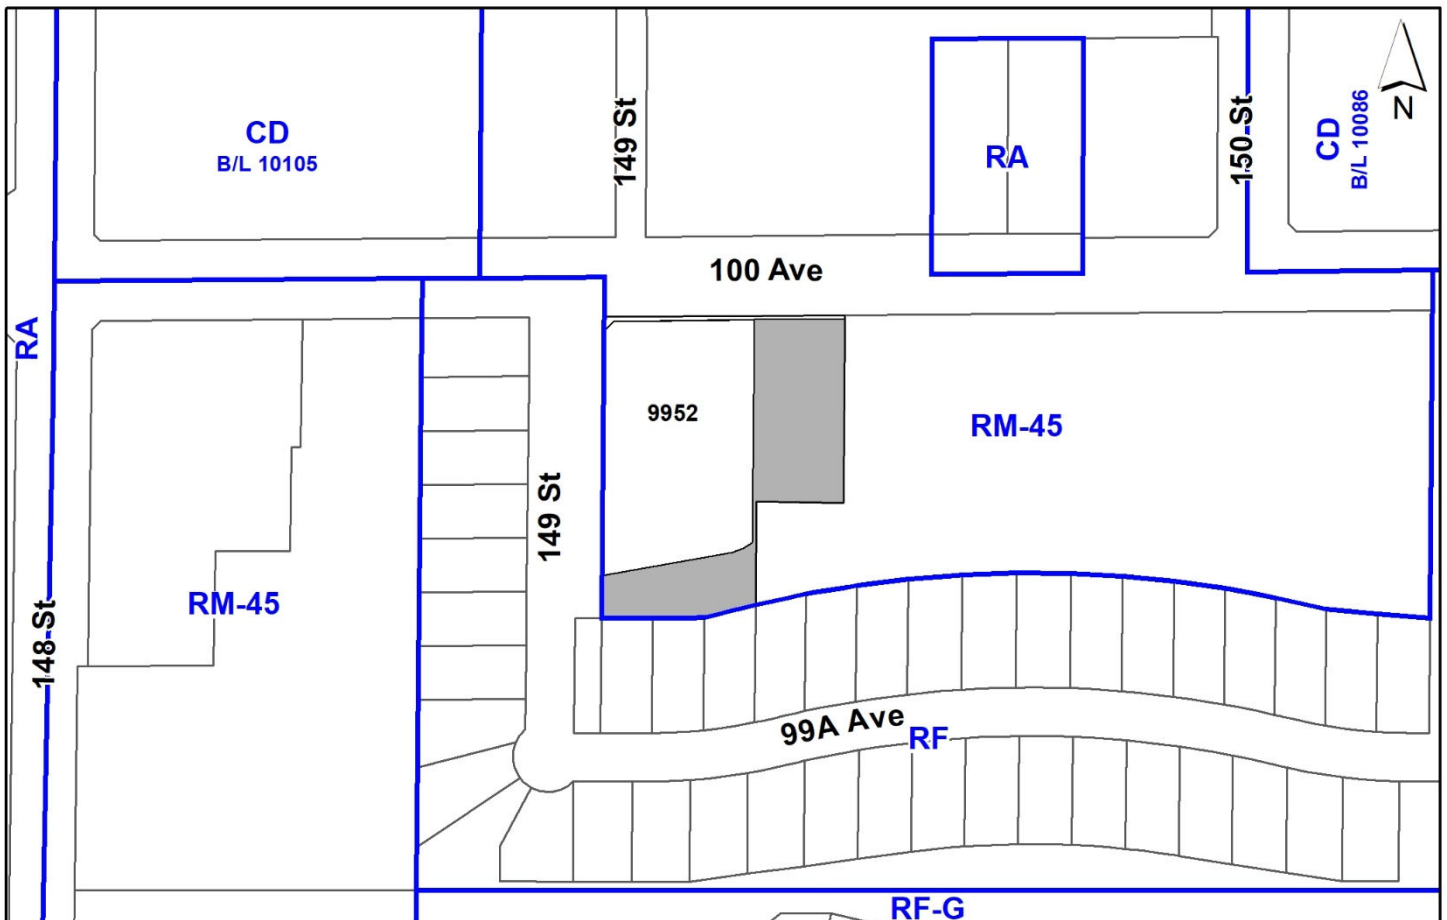 CD
B/L 10105
149 St
RA
150 St
CD
B/L 10086
N
100 Ave
RA
9952
RM-45
149 St
RM-45
148 St
99A Ave
RF
RF-G